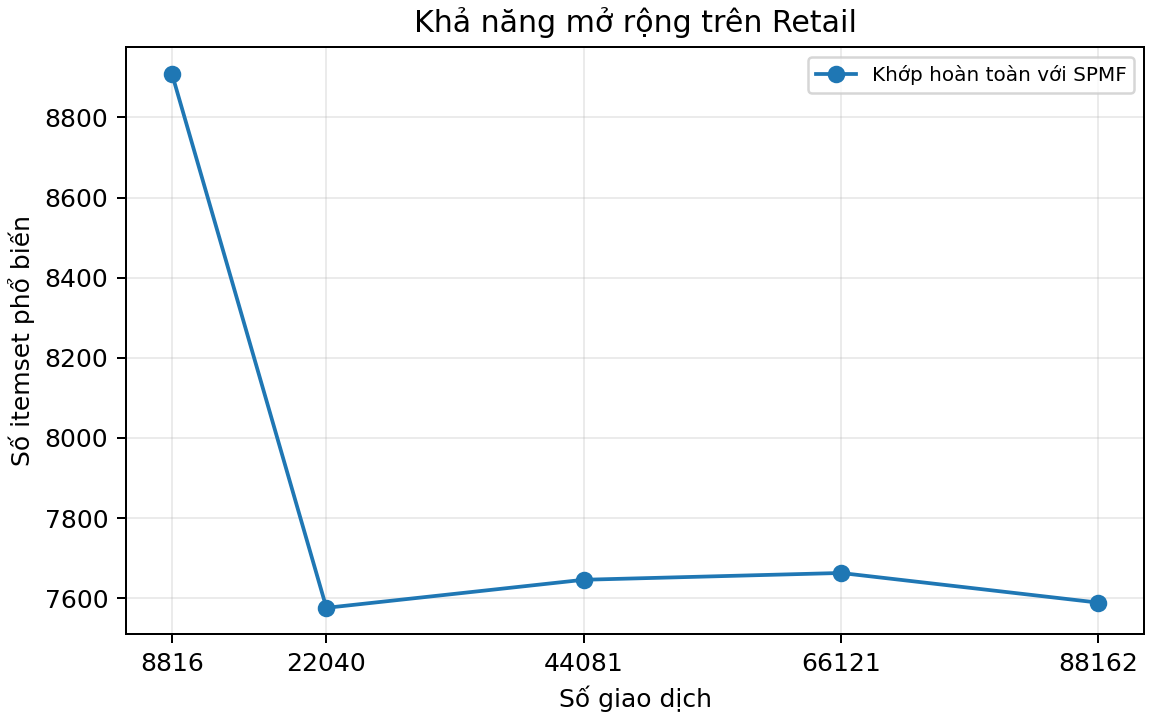 Khả năng mở rộng trên Retail
Khớp hoàn toàn với SPMF
8800
8600
8400
8200
8000
7800
7600
Số itemset phổ biến
8816 22040 44081 66121 88162
Số giao dịch